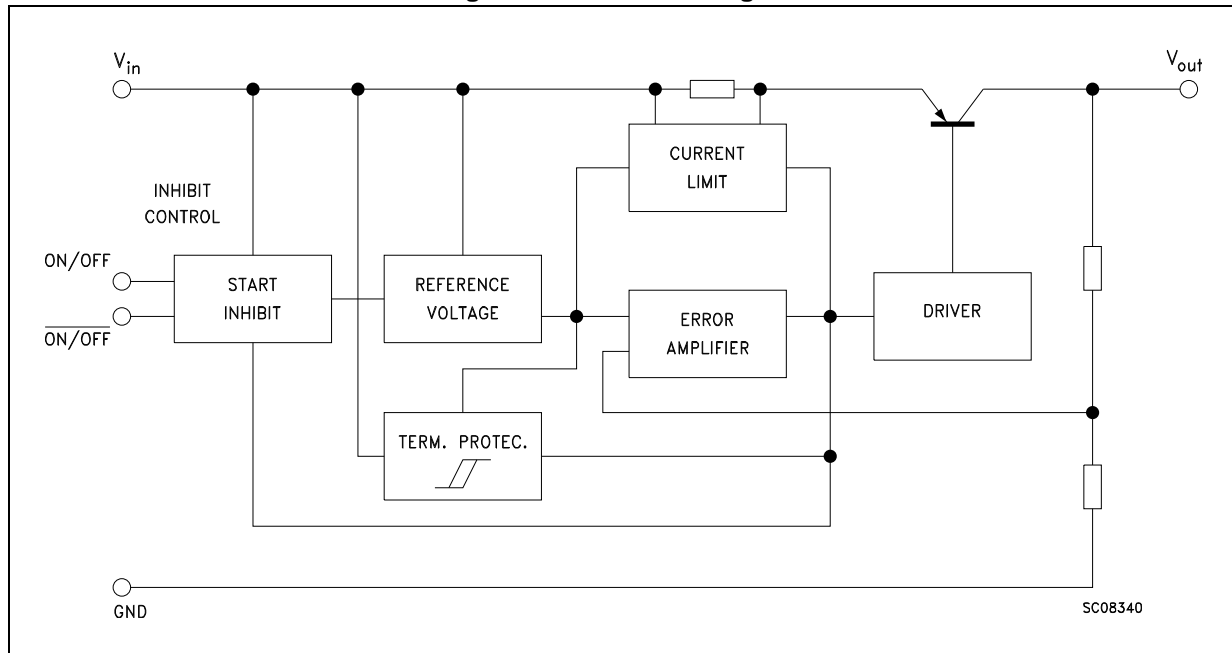 V_in
V_out
INHIBIT
CONTROL
CURRENT
LIMIT
ON/OFF
ON/OFF
START
INHIBIT
REFERENCE
VOLTAGE
ERROR
AMPLIFIER
DRIVER
TERM. PROTEC.
GND
SC08340